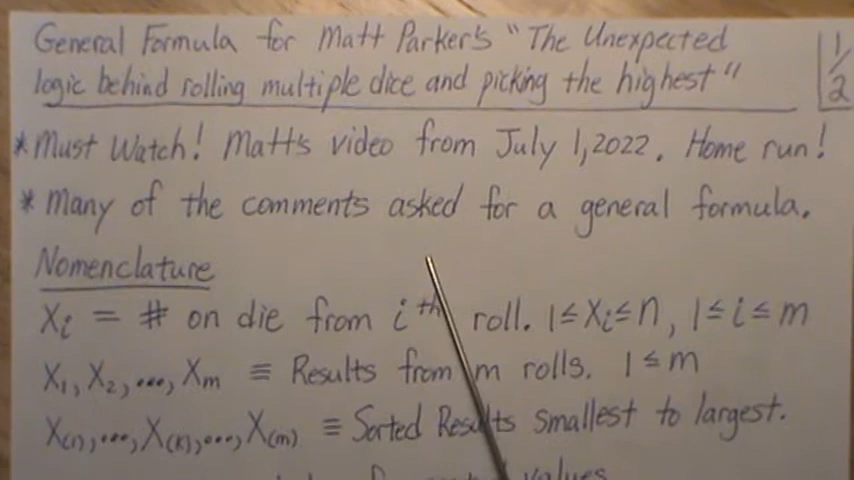 General Formula for Matt Parker's "The Unexpected
logic behind rolling multiple dice and picking the highest"
1/2
* Must Watch! Matt's video from July 1, 2022. Home run!
* Many of the comments asked for a general formula.
Nomenclature
Xi = # on die from ith roll. 1≤Xi≤n, 1≤i≤m
X1, X2, ..., Xm ≡ Results from m rolls. 1≤m
X(1), ..., X(k), ..., X(m) ≡ Sorted Results smallest to largest.
values